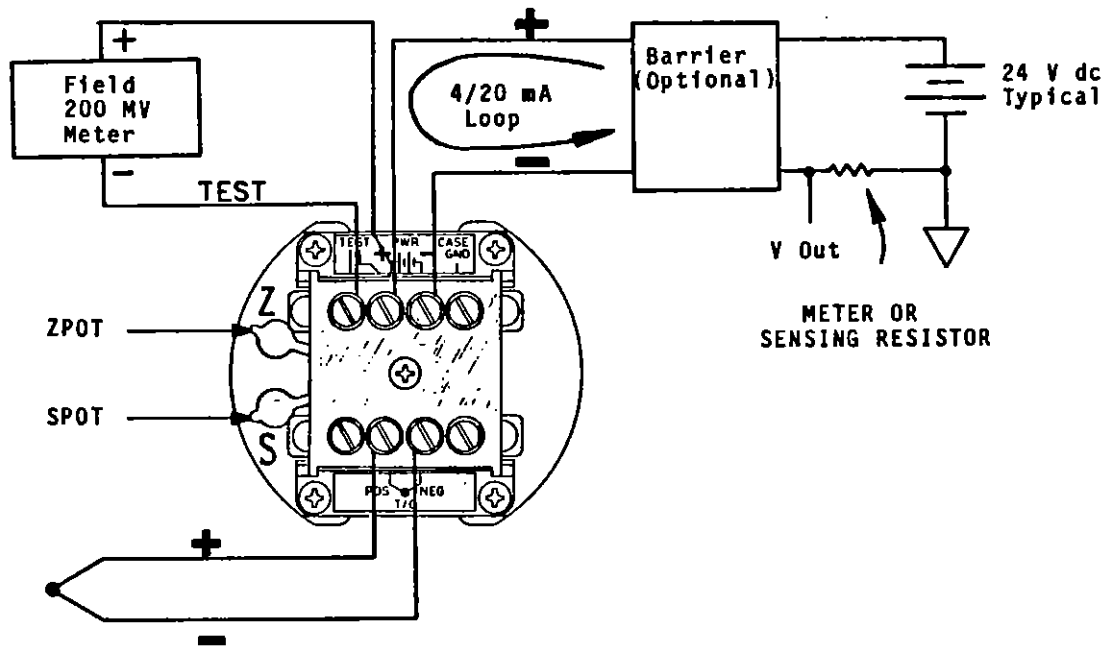 +
Field
200 MV
Meter
-
TEST
+
4/20 mA
Loop
-
Barrier
(Optional)
24 V dc
Typical
V Out
METER OR
SENSING RESISTOR
TEST + PWR CASE
GND
Z
ZPOT
SPOT
S
POS NEG
T/C
+
-